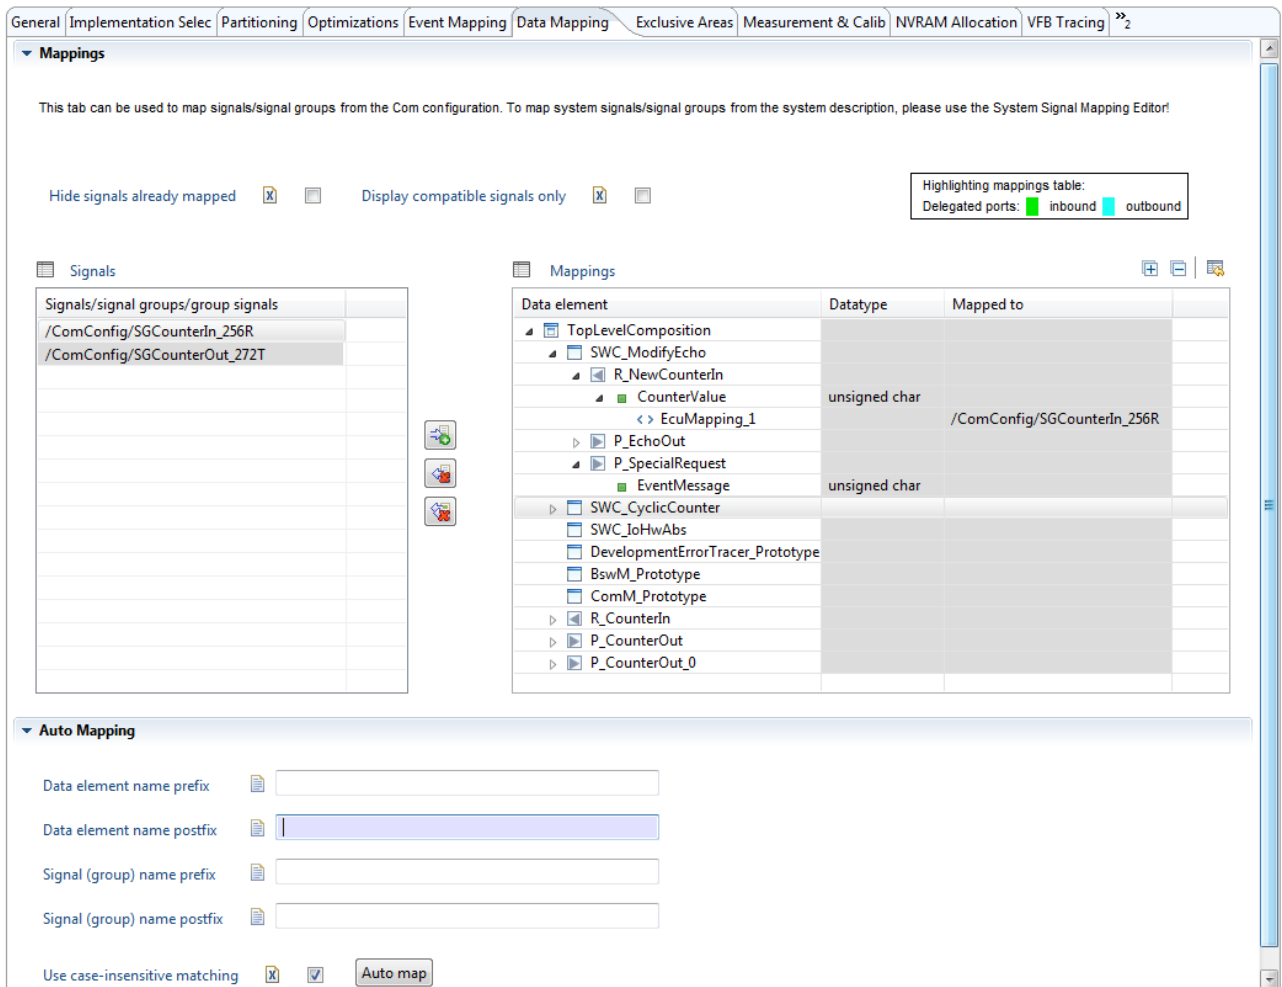 General Implementation Selec Partitioning Optimizations Event Mapping Data Mapping Exclusive Areas Measurement & Calib NVRAM Allocation VFB Tracing »2
Mappings
This tab can be used to map signals/signal groups from the Com configuration. To map system signals/signal groups from the system description, please use the System Signal Mapping Editor!
Hide signals already mapped Display compatible signals only
Highlighting mappings table:
Delegated ports: inbound outbound
Signals
Signals/signal groups/group signals
/ComConfig/SGCounterIn_256R
/ComConfig/SGCounterOut_272T
Mappings
Data element Datatype Mapped to
TopLevelComposition
SWC_ModifyEcho
R_NewCounterIn
CounterValue unsigned char
<> EcuMapping_1 /ComConfig/SGCounterIn_256R
P_EchoOut
P_SpecialRequest
EventMessage unsigned char
SWC_CyclicCounter
SWC_IoHwAbs
DevelopmentErrorTracer_Prototype
BswM_Prototype
ComM_Prototype
R_CounterIn
P_CounterOut
P_CounterOut_0
Auto Mapping
Data element name prefix
Data element name postfix
Signal (group) name prefix
Signal (group) name postfix
Use case-insensitive matching Auto map